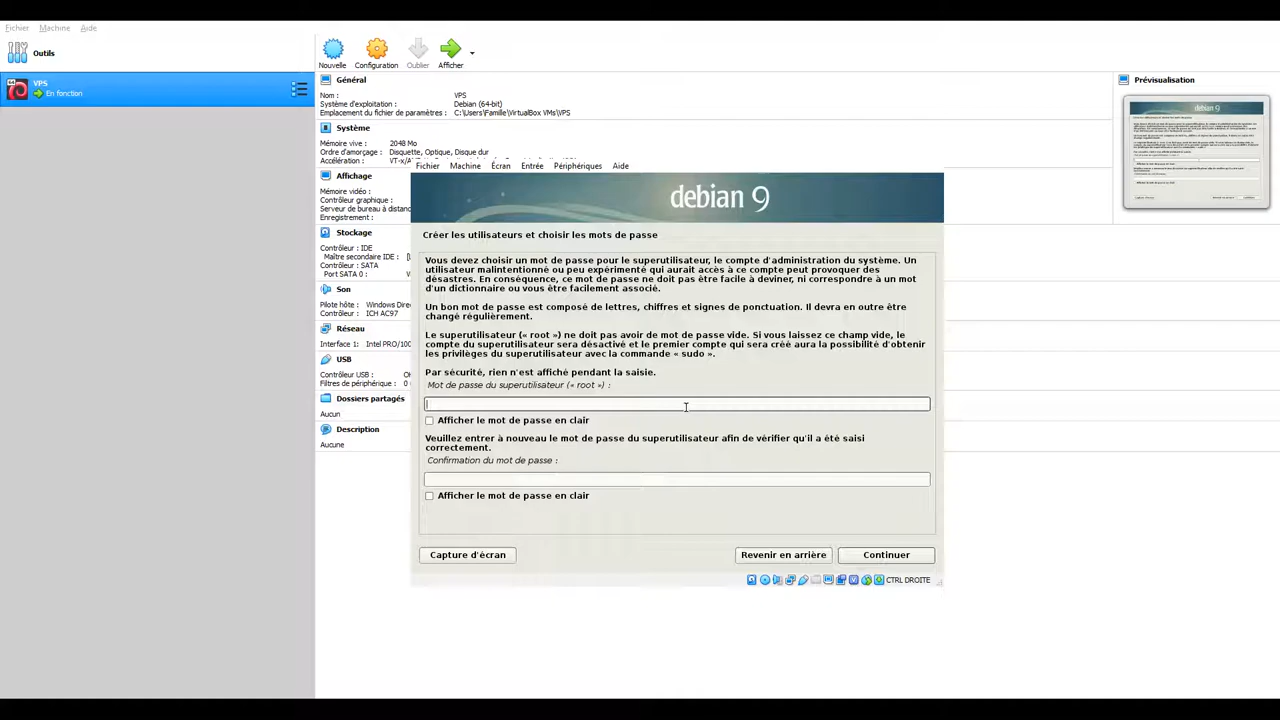 Fichier Machine Aide
Outils
VPS
En fonction
Nouvelle Configuration Oublier Afficher
Général
Nom : VPS
Système d'exploitation : Debian (64-bit)
Emplacement du fichier de paramètres : C:\Users\Famille\VirtualBox VMs\VPS
Système
Mémoire vive : 2048 Mo
Ordre d'amorçage : Disquette, Optique, Disque dur
Accélération :
Affichage
Mémoire vidéo :
Contrôleur graphique :
Serveur de bureau à distan
Enregistrement :
Stockage
Contrôleur : IDE
Maître secondaire IDE :
Contrôleur : SATA
Port SATA 0 :
Son
Pilote hôte : Windows Direc
Contrôleur : ICH AC97
Réseau
Interface 1: Intel PRO/100
USB
Contrôleur USB :
Filtres de périphérique :
Dossiers partagés
Aucun
Description
Aucune
Prévisualisation
debian 9
Fichier Machine Écran Entrée Périphériques Aide
debian 9
Créer les utilisateurs et choisir les mots de passe
Vous devez choisir un mot de passe pour le superutilisateur, le compte d'administration du système. Un
utilisateur malintentionné ou peu expérimenté qui aurait accès à ce compte peut provoquer des
désastres. En conséquence, ce mot de passe ne doit pas être facile à deviner, ni correspondre à un mot
d'un dictionnaire ou vous être facilement associé.
Un bon mot de passe est composé de lettres, chiffres et signes de ponctuation. Il devra en outre être
changé régulièrement.
Le superutilisateur (« root ») ne doit pas avoir de mot de passe vide. Si vous laissez ce champ vide, le
compte du superutilisateur sera désactivé et le premier compte qui sera créé aura la possibilité d'obtenir
les privilèges du superutilisateur avec la commande « sudo ».
Par sécurité, rien n'est affiché pendant la saisie.
Mot de passe du superutilisateur (« root ») :
Afficher le mot de passe en clair
Veuillez entrer à nouveau le mot de passe du superutilisateur afin de vérifier qu'il a été saisi
correctement.
Confirmation du mot de passe :
Afficher le mot de passe en clair
Capture d'écran Revenir en arrière Continuer
CTRL DROITE